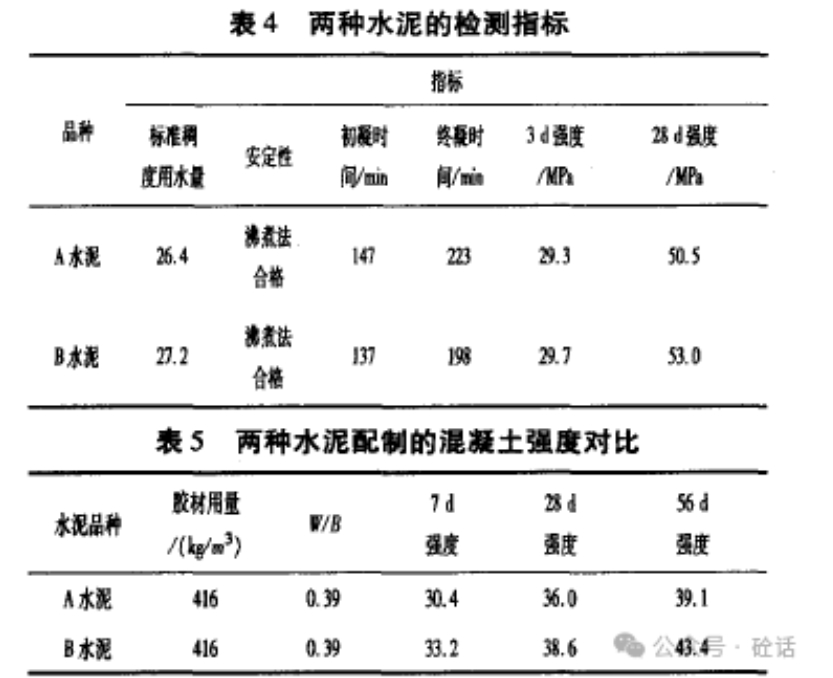 表4 两种水泥的检测指标
指标
品种
标准稠度用水量
安定性
初凝时间/min
终凝时间/min
3 d强度/MPa
28 d强度/MPa
A水泥 26.4 沸煮法合格 147 223 29.3 50.5
B水泥 27.2 沸煮法合格 137 198 29.7 53.0
表5 两种水泥配制的混凝土强度对比
水泥品种 胶材用量/(kg/m³) W/B 7 d强度 28 d强度 56 d强度
A水泥 416 0.39 30.4 36.0 39.1
B水泥 416 0.39 33.2 38.6 43.4
公众号·砼话